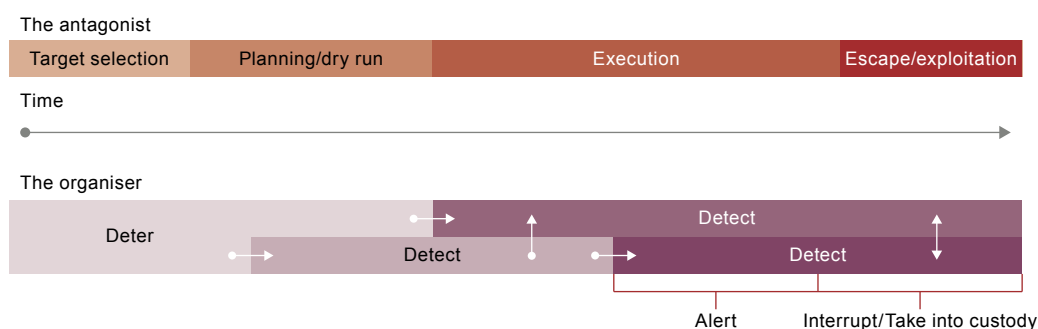 The antagonist
Target selection Planning/dry run Execution Escape/exploitation
Time
The organiser
Detect
Deter
Detect Detect
Alert Interrupt/Take into custody